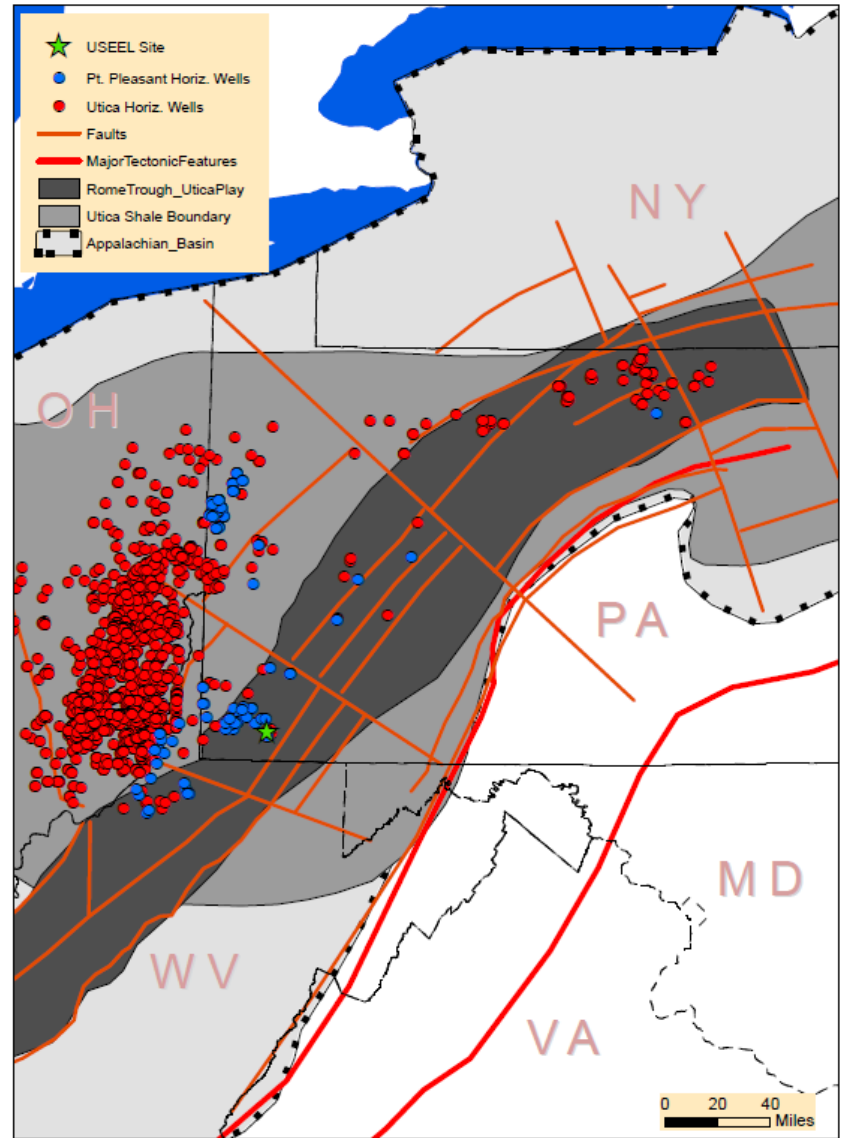 USEEL Site
Pt. Pleasant Horiz. Wells
Utica Horiz. Wells
Faults
MajorTectonicFeatures
RomeTrough_UticaPlay
Utica Shale Boundary
Appalachian_Basin
NY
OH
PA
MD
WV
VA
0 20 40
Miles